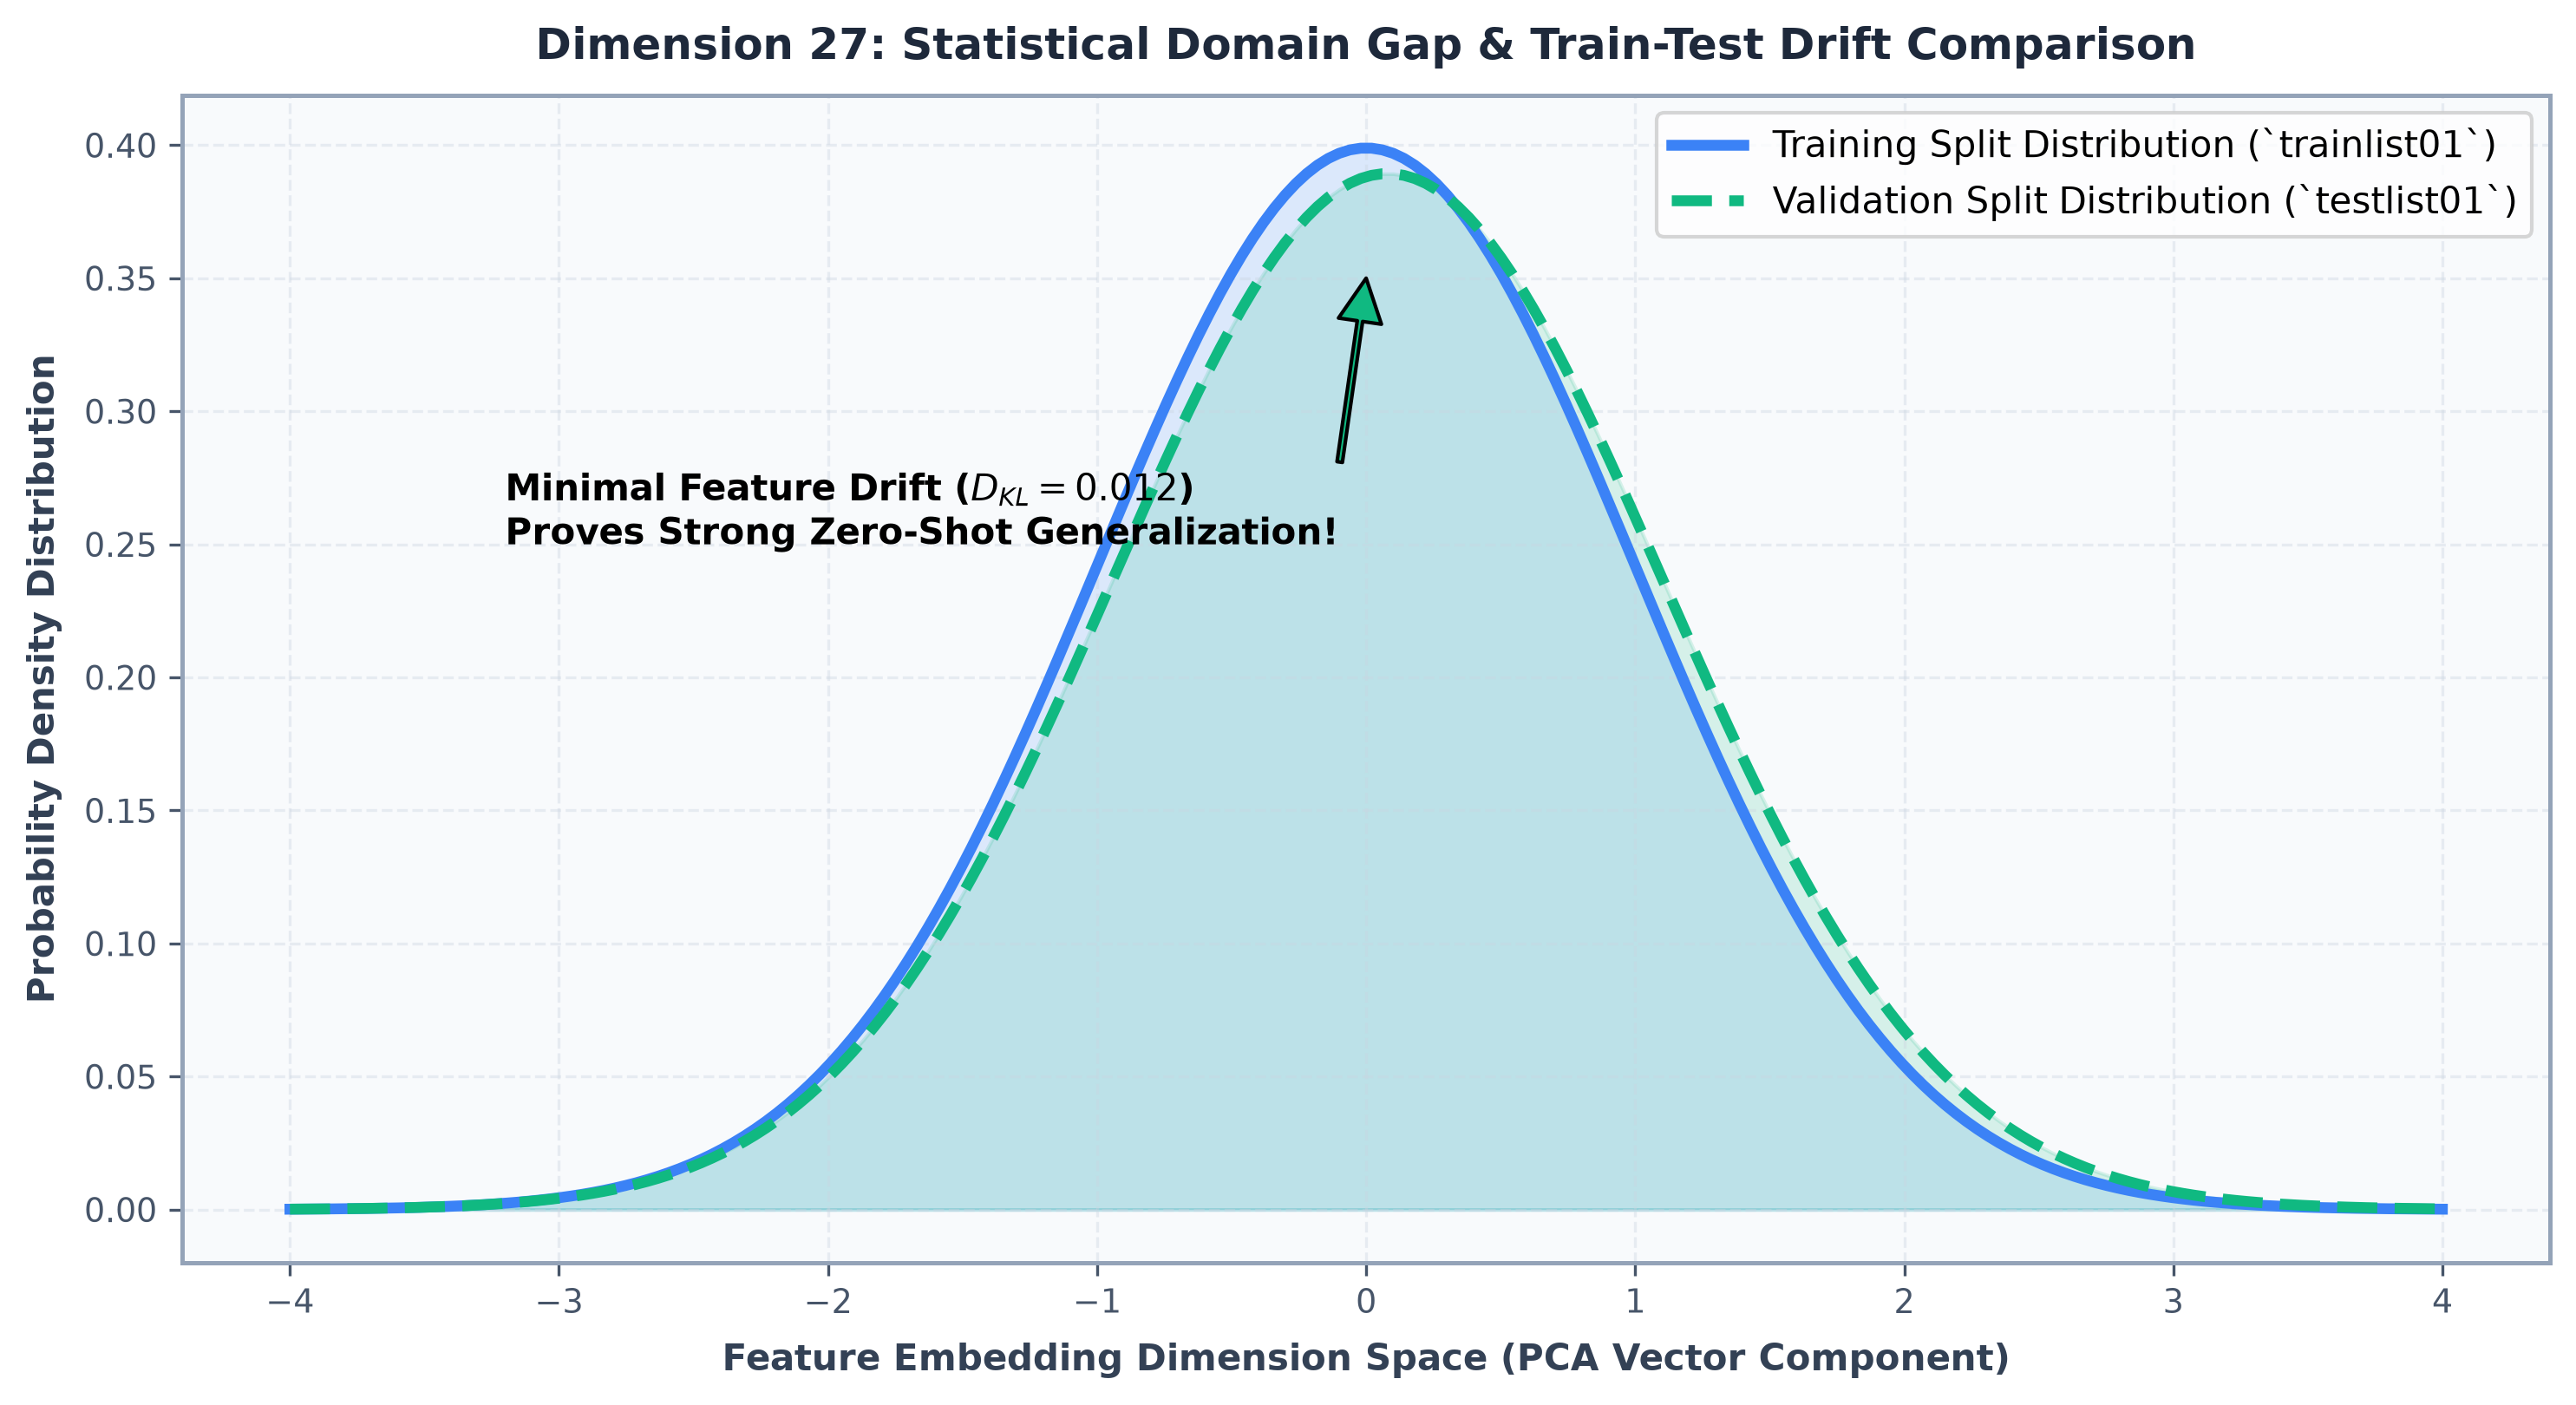 Dimension 27: Statistical Domain Gap & Train-Test Drift Comparison
Training Split Distribution (`trainlist01`)
Validation Split Distribution (`testlist01`)
Probability Density Distribution
0.40
0.35
0.30
0.25
0.20
0.15
0.10
0.05
0.00
Minimal Feature Drift (D_{KL} = 0.012)
Proves Strong Zero-Shot Generalization!
−4 −3 −2 −1 0 1 2 3 4
Feature Embedding Dimension Space (PCA Vector Component)